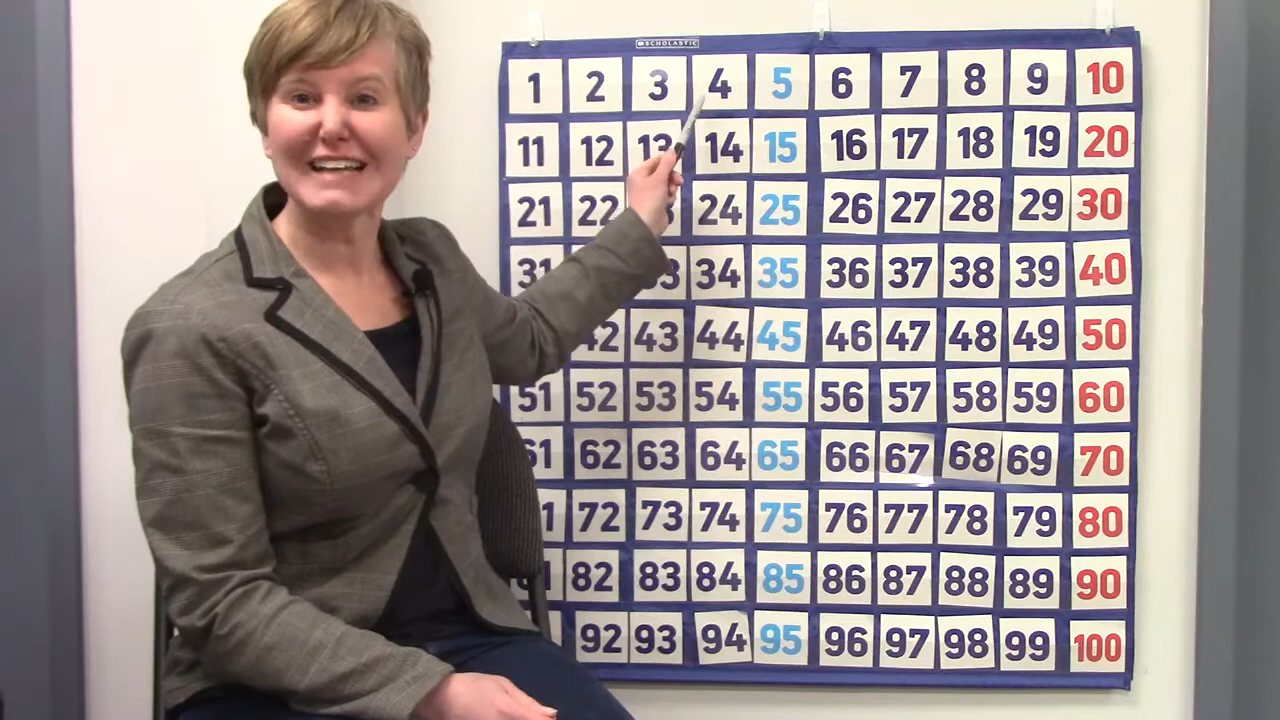 SCHOLASTIC
1 2 3 4 5 6 7 8 9 10
11 12 13 14 15 16 17 18 19 20
21 22 24 25 26 27 28 29 30
31 34 35 36 37 38 39 40
43 44 45 46 47 48 49 50
51 52 53 54 55 56 57 58 59 60
62 63 64 65 66 67 68 69 70
72 73 74 75 76 77 78 79 80
82 83 84 85 86 87 88 89 90
92 93 94 95 96 97 98 99 100